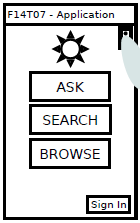 F14T07 - Application
ASK
SEARCH
BROWSE
Sign In